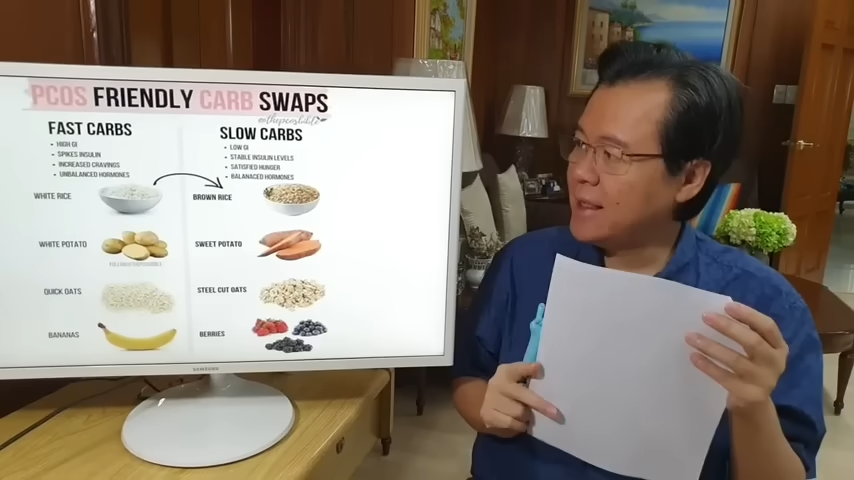 PCOS FRIENDLY CARB SWAPS
FAST CARBS
• HIGH GI
• SPIKES INSULIN
• INCREASED CRAVINGS
• UNBALANCED HORMONES
SLOW CARBS
• LOW GI
• STABLE INSULIN LEVELS
• SATISFIED HUNGER
• BALANACED HORMONES
WHITE RICE
BROWN RICE
WHITE POTATO
SWEET POTATO
QUICK OATS
STEEL CUT OATS
BANANAS
BERRIES
SAMSUNG